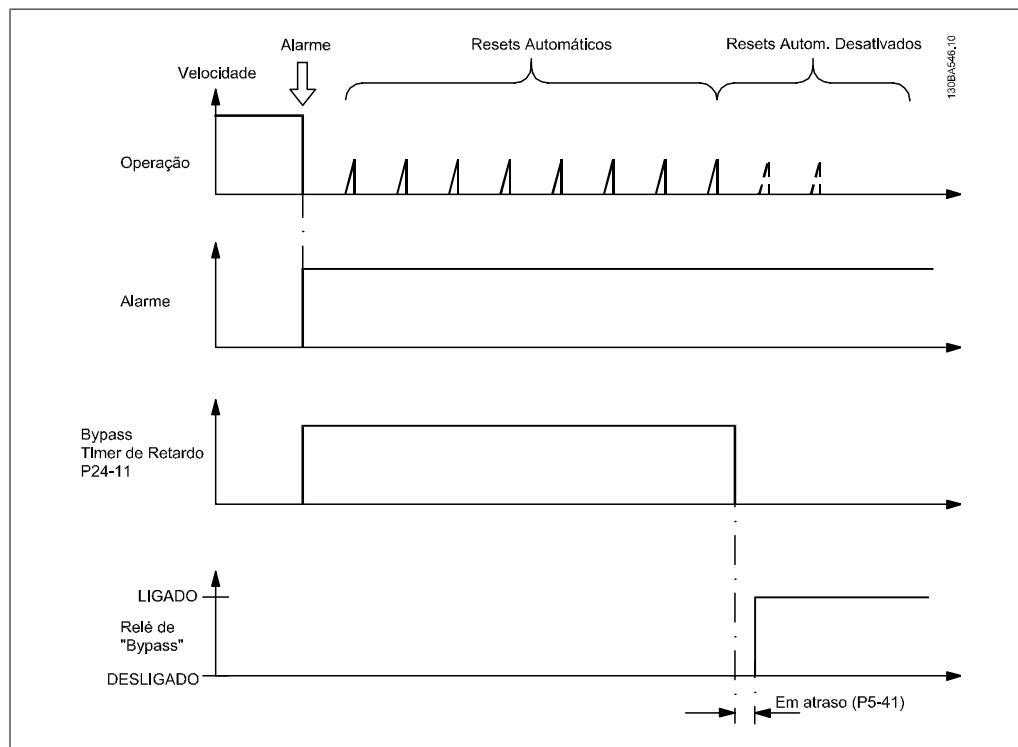 Alarme
Resets Automáticos
Resets Autom. Desativados
130BA546.10
Velocidade
Operação
Alarme
Bypass
Timer de Retardo
P24-11
LIGADO
Relé de
"Bypass"
DESLIGADO
Em atraso (P5-41)